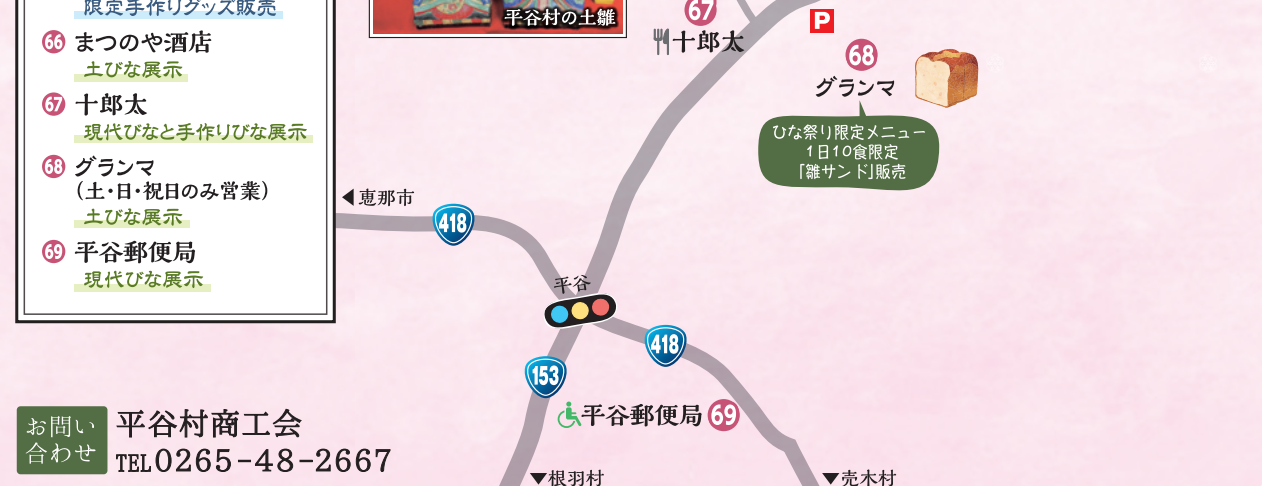 限定手作りグッズ販売
66 まつのや酒店
土びな展示
67 十郎太
現代びなと手作りびな展示
68 グランマ
(土・日・祝日のみ営業)
土びな展示
69 平谷郵便局
現代びな展示
平谷村の土雛
67
十郎太
P
68
グランマ
ひな祭り限定メニュー
1日10食限定
「雛サンド」販売
◀恵那市
418
平谷
418
153
平谷郵便局 69
▼根羽村
▼売木村
お問い
合わせ
平谷村商工会
TEL0265-48-2667